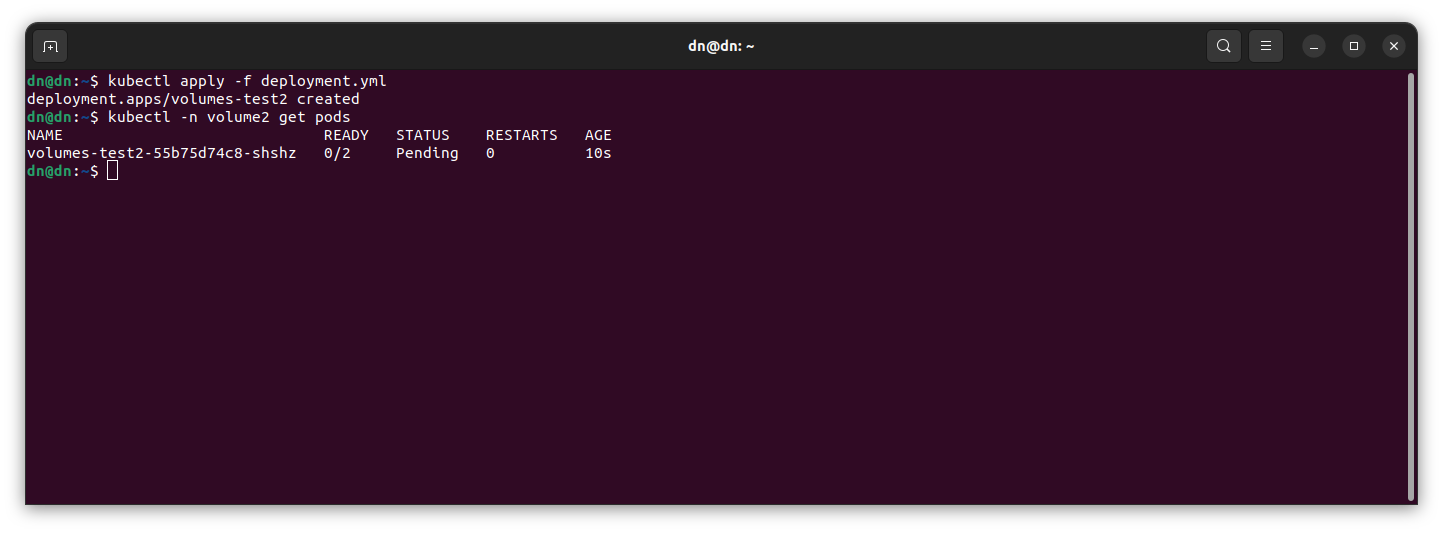 dn@dn: ~
dn@dn:~$ kubectl apply -f deployment.yml
deployment.apps/volumes-test2 created
dn@dn:~$ kubectl -n volume2 get pods
NAME                             READY   STATUS    RESTARTS   AGE
volumes-test2-55b75d74c8-shshz   0/2     Pending   0          10s
dn@dn:~$